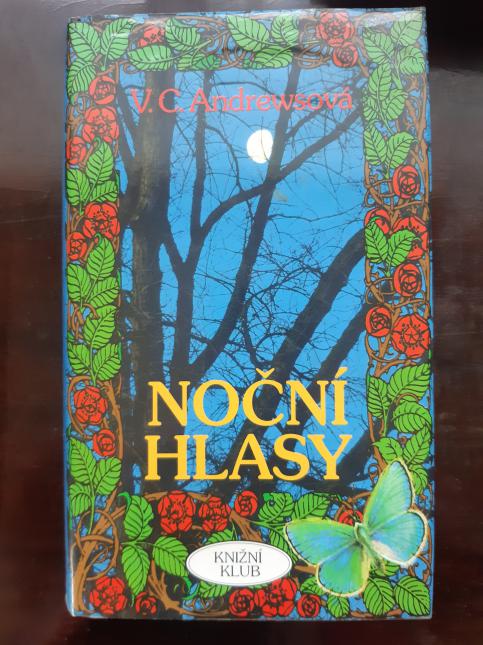 V. C. Andrewsová
NOČNÍ
HLASY
KNIŽNÍ
KLUB